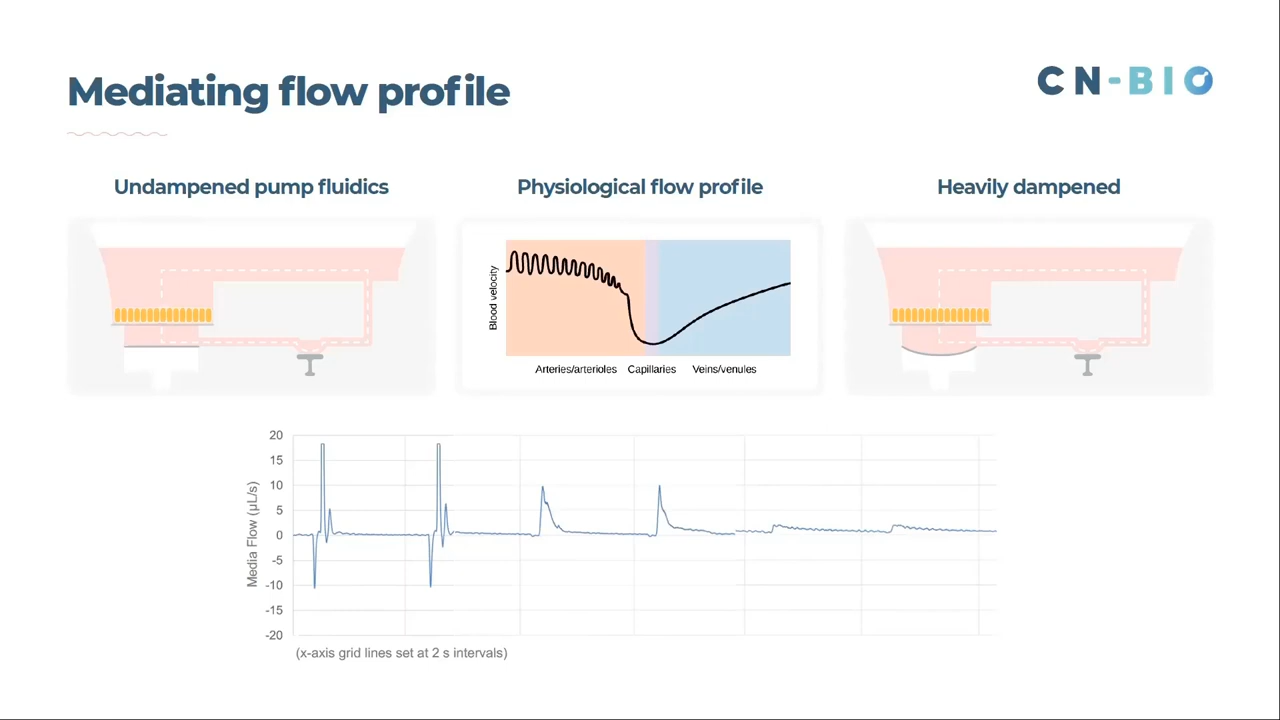 Mediating flow profile
CN-BIO
Undampened pump fluidics
Physiological flow profile
Heavily dampened
Blood velocity
Arteries/arterioles
Capillaries
Veins/venules
Media Flow (µL/s)
20
15
10
5
0
-5
-10
-15
-20
(x-axis grid lines set at 2 s intervals)